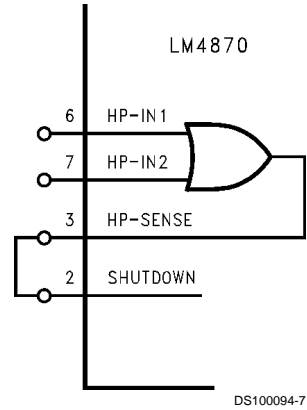 LM4870
6 HP-IN1
7 HP-IN2
3 HP-SENSE
2 SHUTDOWN
DS100094-7